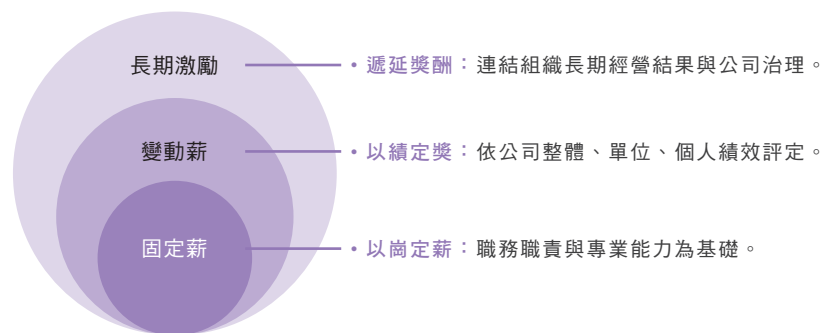 長期激勵 • 遞延獎酬：連結組織長期經營結果與公司治理。
變動薪 • 以績定獎：依公司整體、單位、個人績效評定。
固定薪 • 以崗定薪：職務職責與專業能力為基礎。